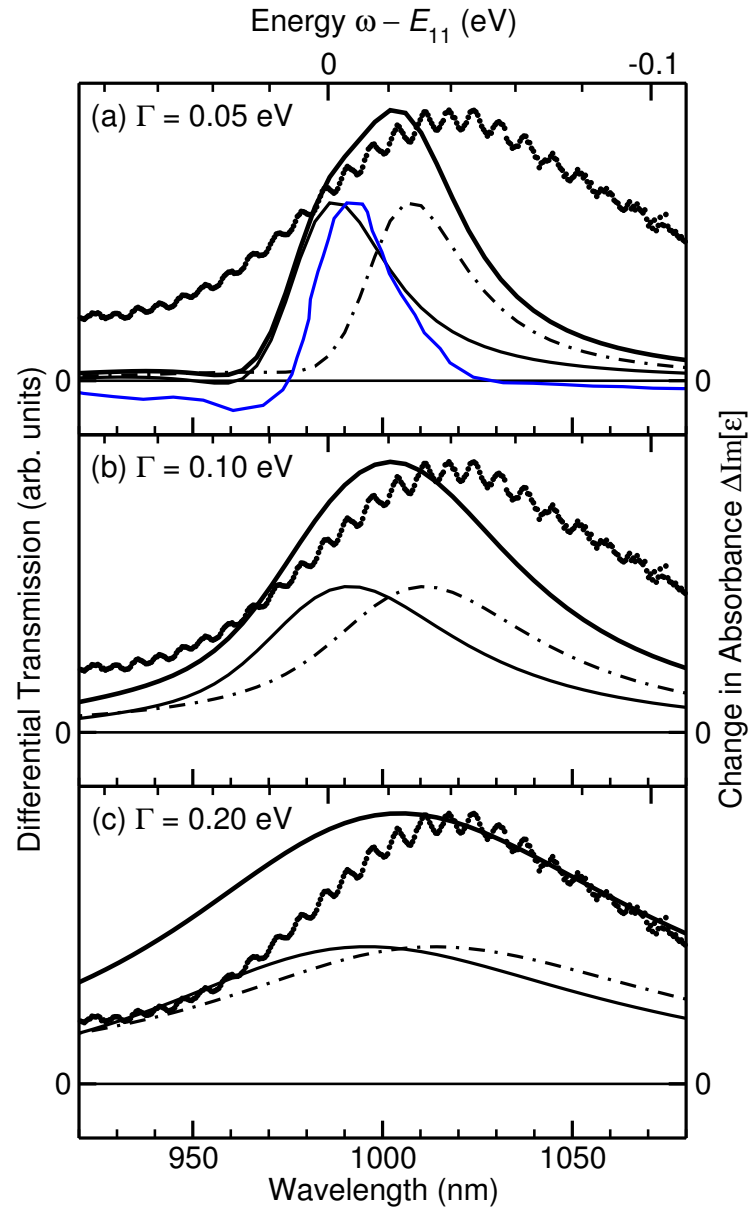 Energy ω − E₁₁ (eV)
0 -0.1
(a) Γ = 0.05 eV
0 0
(b) Γ = 0.10 eV
0 0
(c) Γ = 0.20 eV
0 0
950 1000 1050
Wavelength (nm)
Differential Transmission (arb. units)
Change in Absorbance ΔIm[ε]